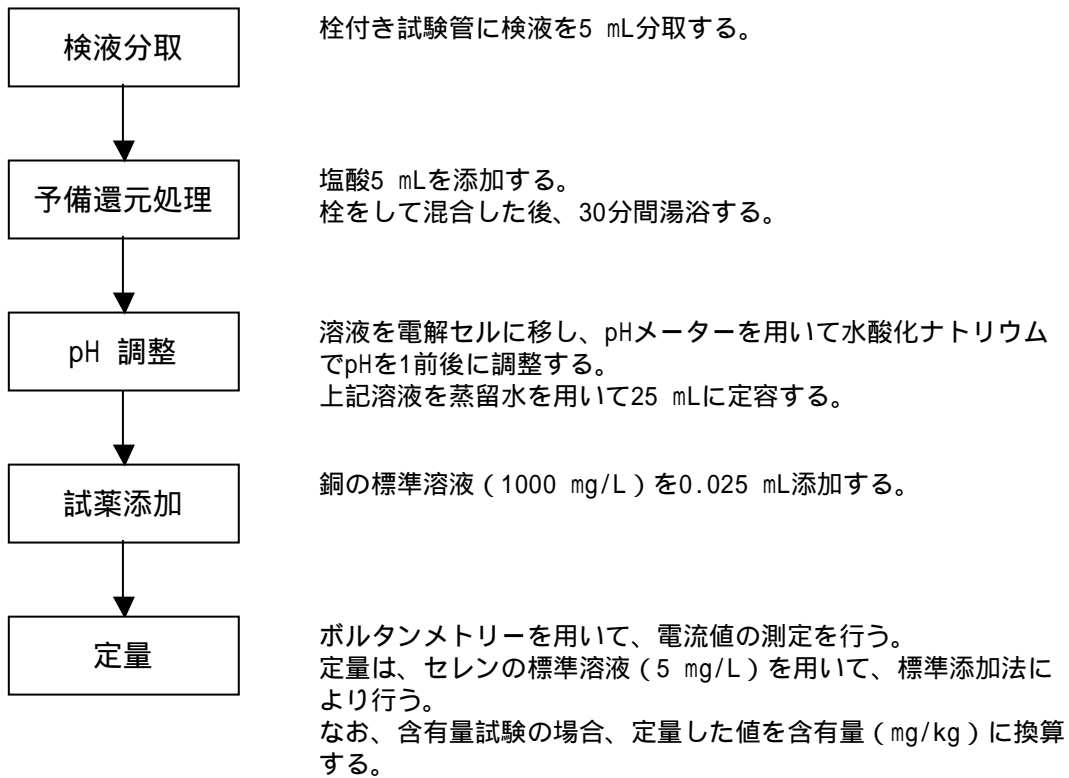 検液分取
栓付き試験管に検液を5 mL分取する。
予備還元処理
塩酸5 mLを添加する。
栓をして混合した後、30分間湯浴する。
pH 調整
溶液を電解セルに移し、pHメーターを用いて水酸化ナトリウム
でpHを1前後に調整する。
上記溶液を蒸留水を用いて25 mLに定容する。
試薬添加
銅の標準溶液（1000 mg/L）を0.025 mL添加する。
定量
ボルタンメトリーを用いて、電流値の測定を行う。
定量は、セレンの標準溶液（5 mg/L）を用いて、標準添加法に
より行う。
なお、含有量試験の場合、定量した値を含有量（mg/kg）に換算
する。